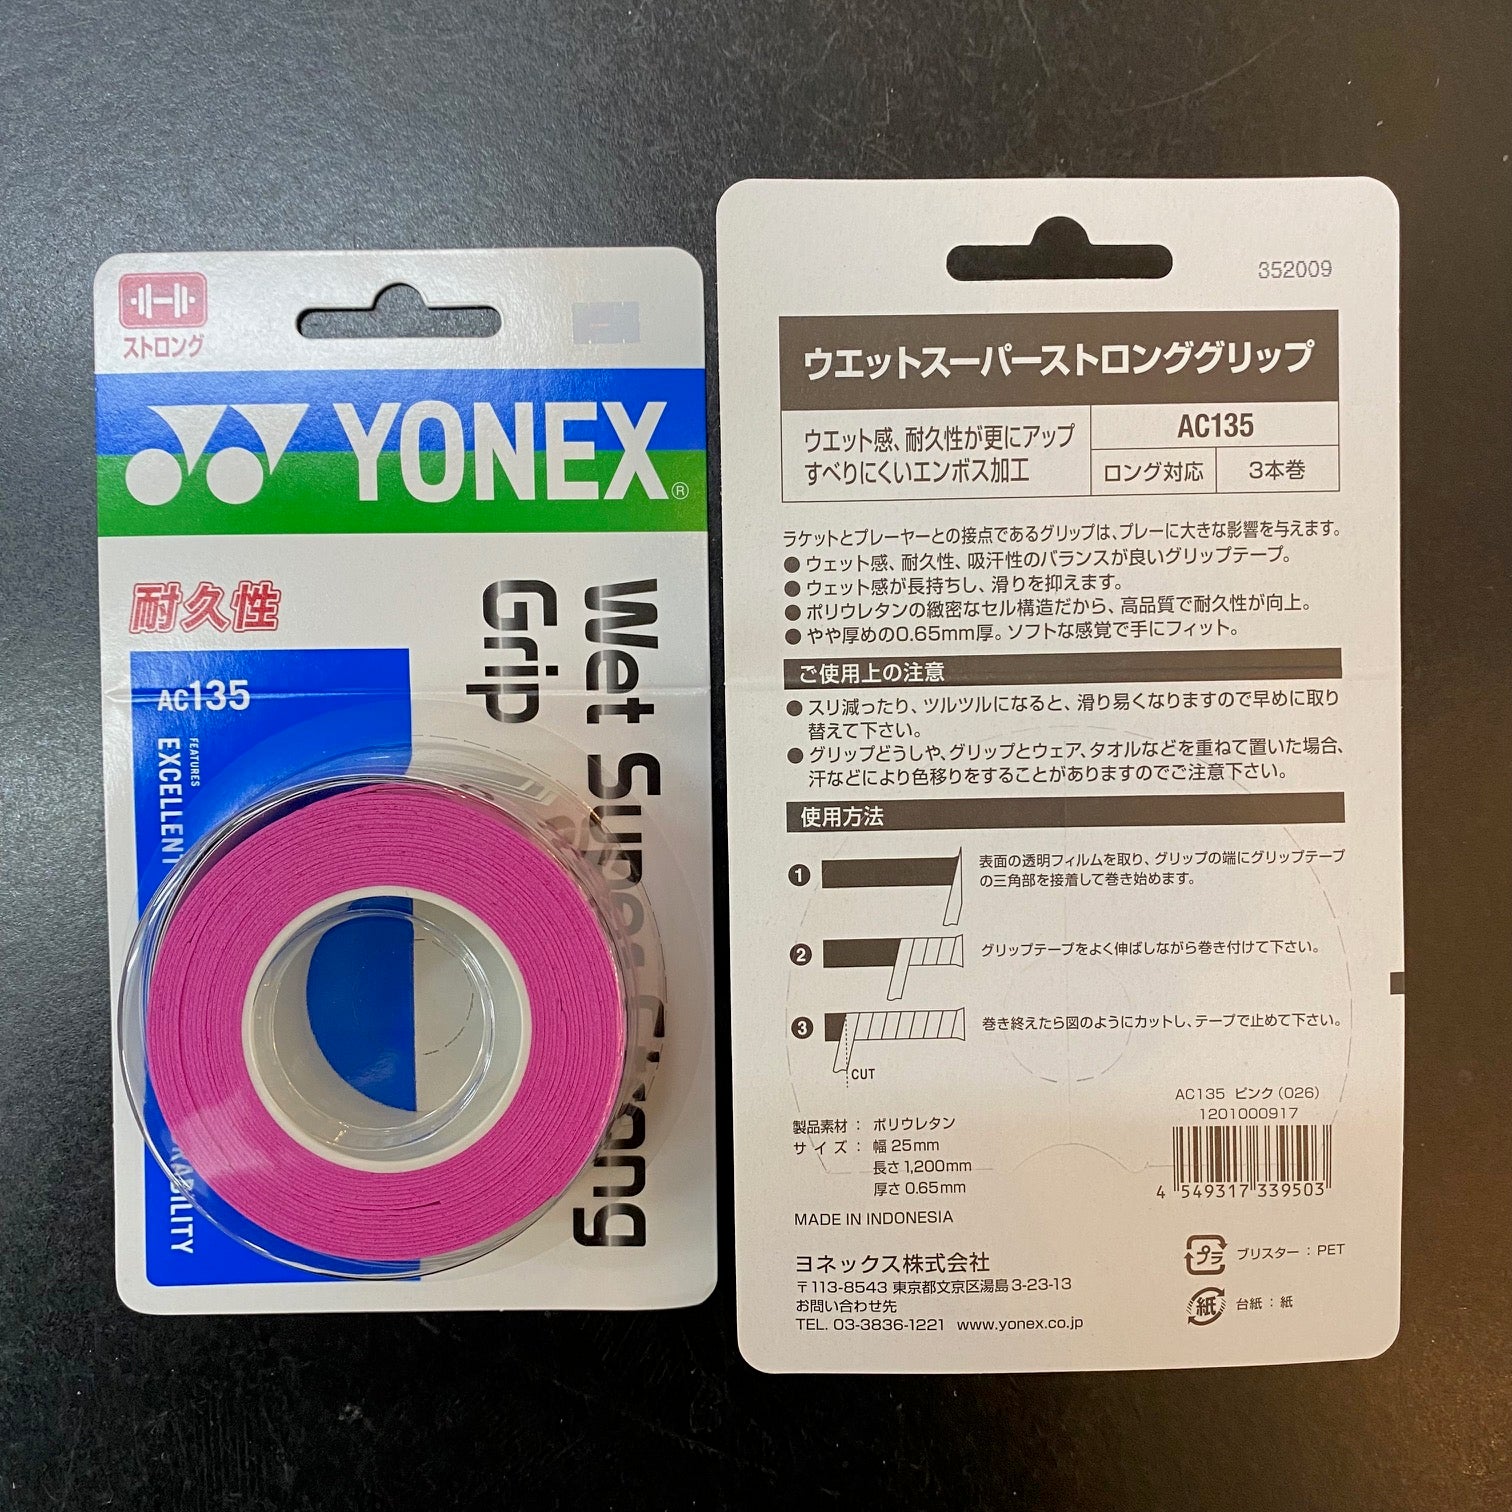 ストロング
YONEX®
耐久性
AC135
FEATURES
EXCELLENT
Wet Super Strong
Grip
352009
ウエットスーパーストロンググリップ
ウエット感、耐久性が更にアップ
すべりにくいエンボス加工
AC135
ロング対応
3本巻
ラケットとプレーヤーとの接点であるグリップは、プレーに大きな影響を与えます。
●ウェット感、耐久性、吸汗性のバランスが良いグリップテープ。
●ウェット感が長持ちし、滑りを抑えます。
●ポリウレタンの緻密なセル構造だから、高品質で耐久性が向上。
●やや厚めの0.65mm厚。ソフトな感覚で手にフィット。
ご使用上の注意
●スリ減ったり、ツルツルになると、滑り易くなりますので早めに取り
替えて下さい。
●グリップどうしや、グリップとウェア、タオルなどを重ねて置いた場合、
汗などにより色移りをすることがありますのでご注意下さい。
使用方法
1 表面の透明フィルムを取り、グリップの端にグリップテープ
の三角部を接着して巻き始めます。
2 グリップテープをよく伸ばしながら巻き付けて下さい。
3 巻き終えたら図のようにカットし、テープで止めて下さい。
CUT
AC135 ピンク(026)
1201000917
4 549317 339503
製品素材 : ポリウレタン
サイズ : 幅 25mm
長さ 1,200mm
厚さ 0.65mm
MADE IN INDONESIA
ヨネックス株式会社
〒113-8543 東京都文京区湯島3-23-13
お問い合わせ先
TEL. 03-3836-1221 www.yonex.co.jp
プラ ブリスター : PET
紙 台紙 : 紙